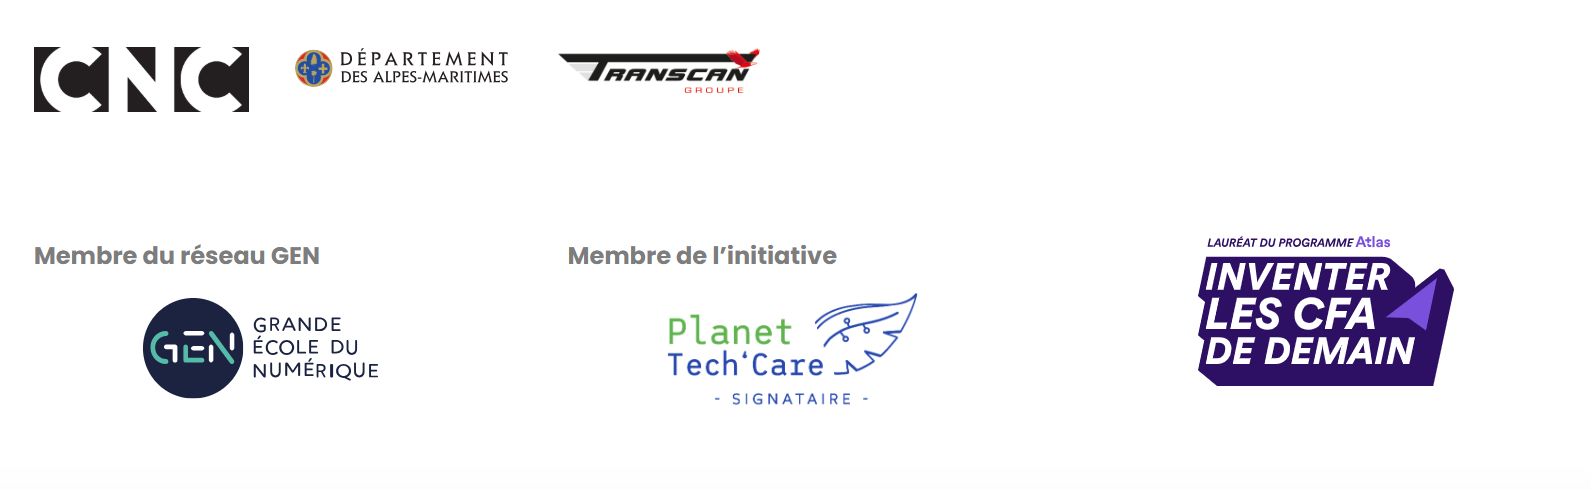 CNC
DÉPARTEMENT
DES ALPES-MARITIMES
TRANSCAN
GROUPE
Membre du réseau GEN
GEN
GRANDE
ÉCOLE DU
NUMÉRIQUE
Membre de l’initiative
Planet
Tech‘Care
- SIGNATAIRE -
LAURÉAT DU PROGRAMME Atlas
INVENTER
LES CFA
DE DEMAIN